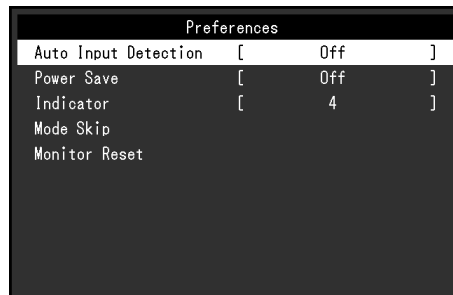 Preferences
Auto Input Detection [ Off ]
Power Save [ Off ]
Indicator [ 4 ]
Mode Skip
Monitor Reset